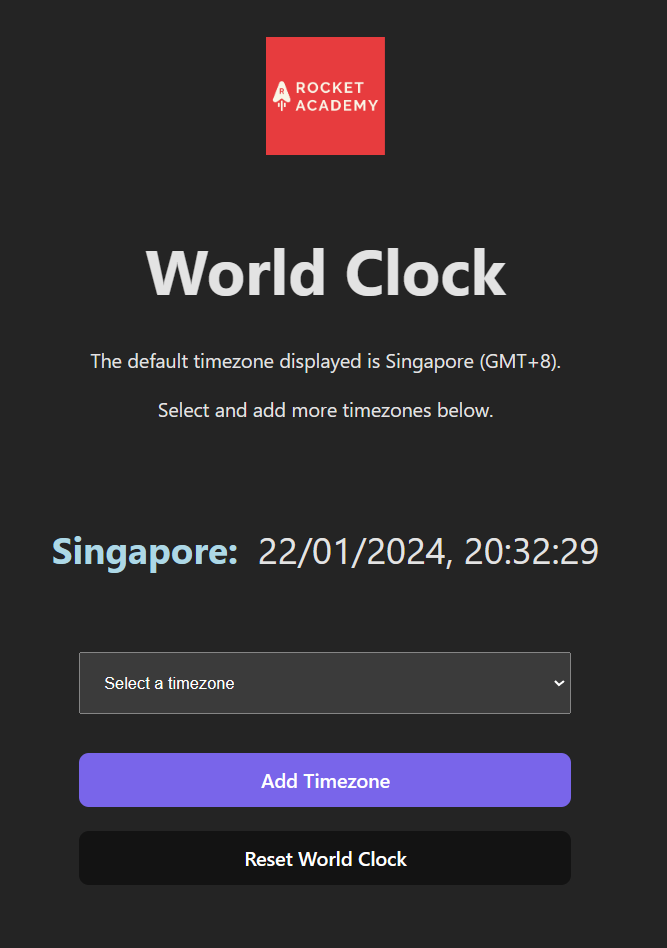 ROCKET
ACADEMY
World Clock
The default timezone displayed is Singapore (GMT+8).
Select and add more timezones below.
Singapore: 22/01/2024, 20:32:29
Select a timezone
Add Timezone
Reset World Clock